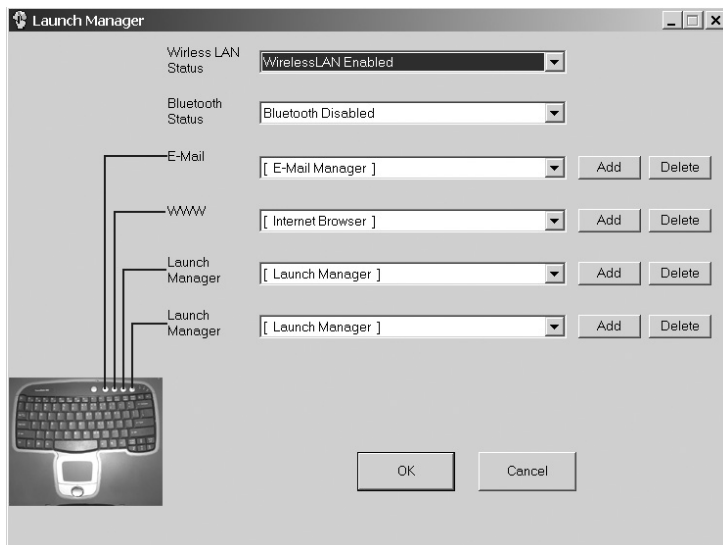 Launch Manager
Wirless LAN
Status
WirelessLAN Enabled
Bluetooth
Status
Bluetooth Disabled
E-Mail
[ E-Mail Manager ]
Add
Delete
WWW
[ Internet Browser ]
Add
Delete
Launch
Manager
[ Launch Manager ]
Add
Delete
Launch
Manager
[ Launch Manager ]
Add
Delete
OK
Cancel